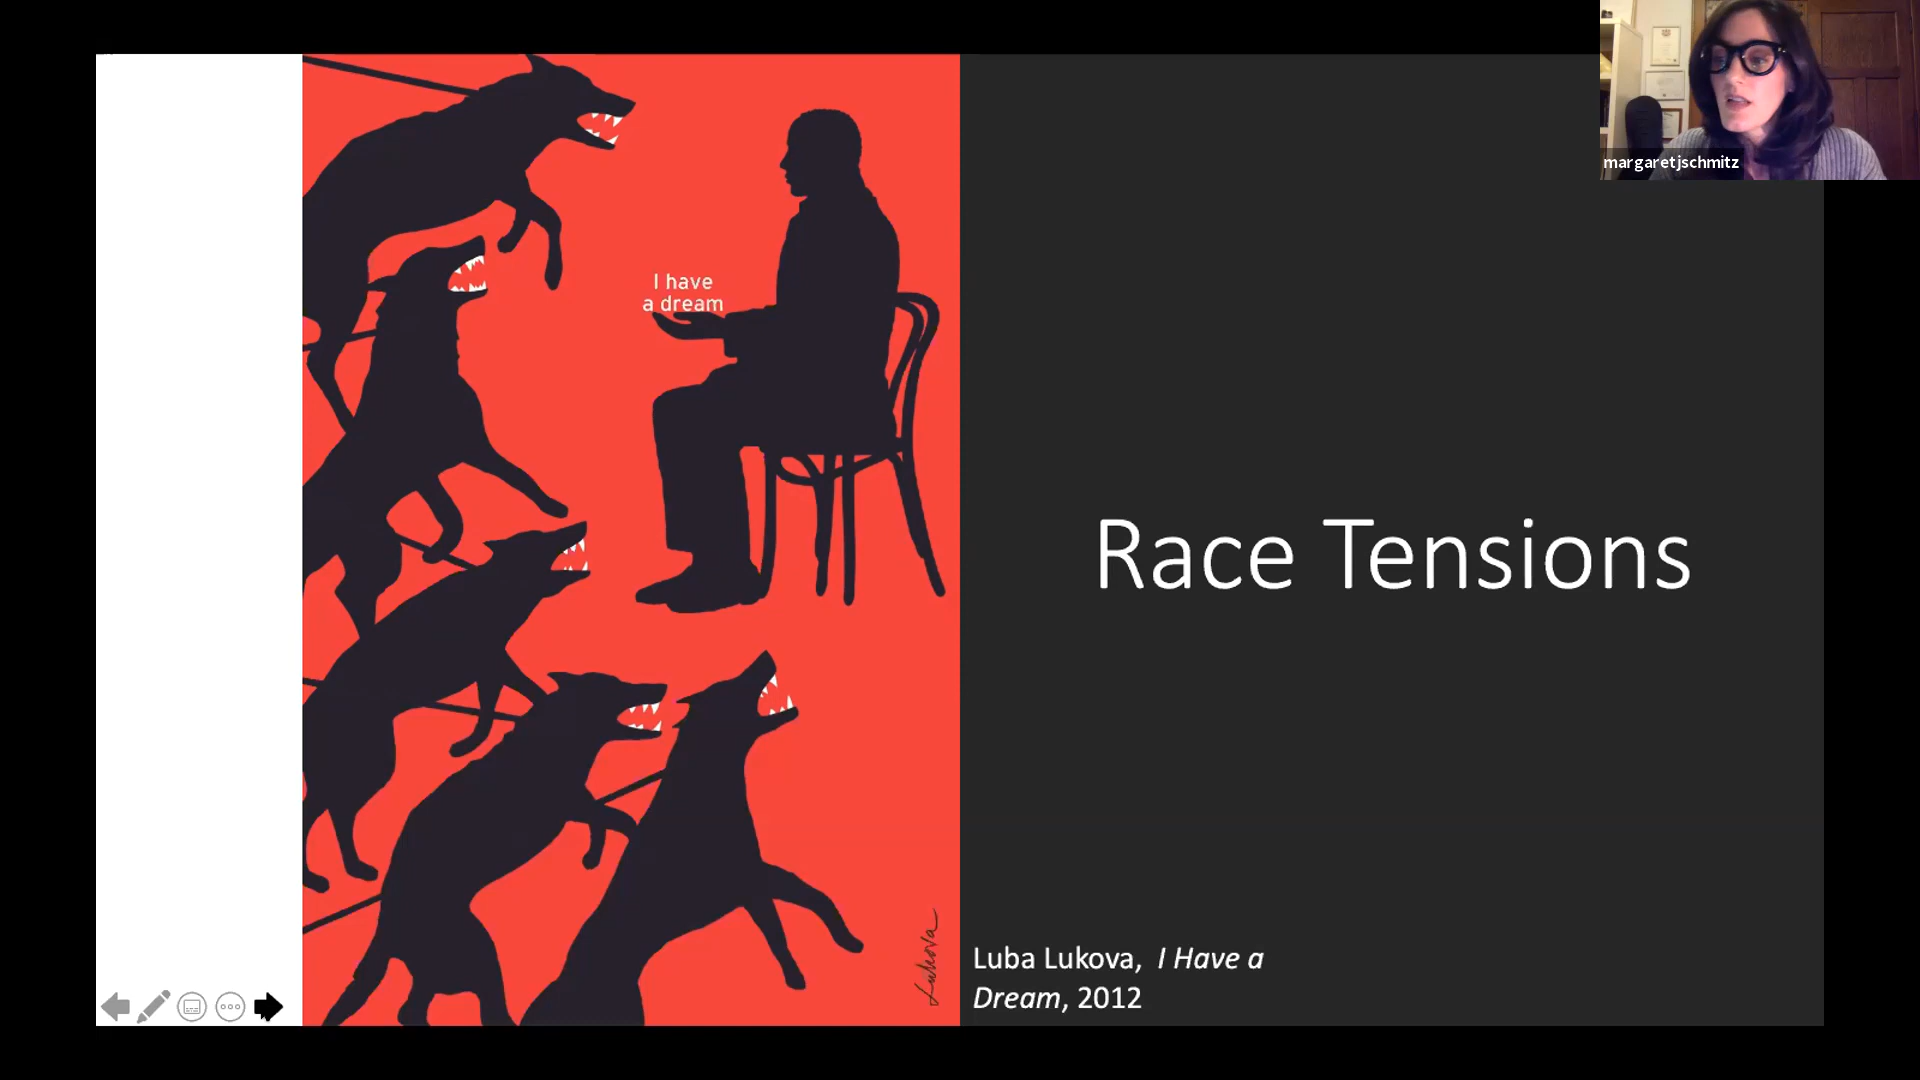 margaretjschmitz
I have
a dream
Race Tensions
Lukova
Luba Lukova, I Have a
Dream, 2012